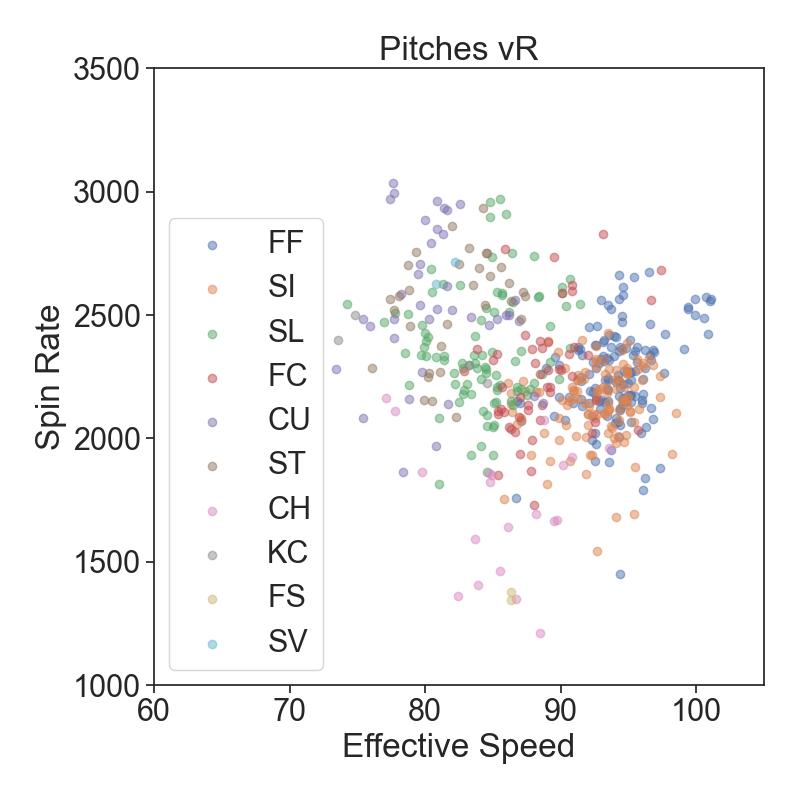 Pitches vR
3500
3000
2500
2000
1500
1000
Spin Rate
FF
SI
SL
FC
CU
ST
CH
KC
FS
SV
60 70 80 90 100
Effective Speed